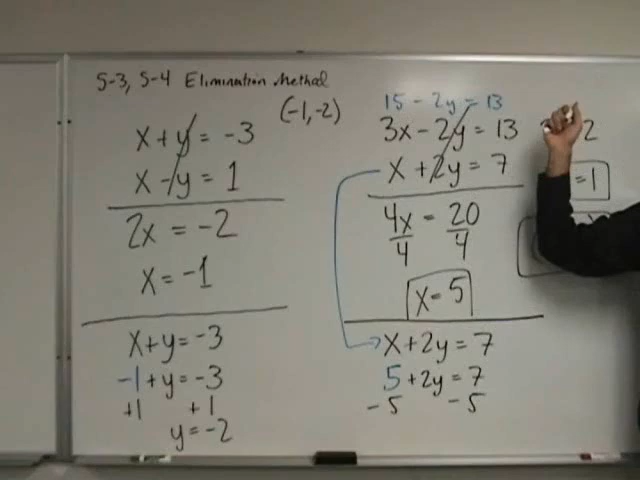 5-3, 5-4 Elimination Method
(-1,-2)
x + y = -3
x - y = 1
2x = -2
x = -1
x+y = -3
-1 + y = -3
+1 +1
y = -2
15 - 2y = 13
3x - 2y = 13
x + 2y = 7
4x = 20
4 4
x = 5
x + 2y = 7
5 + 2y = 7
-5 -5
2
= 1